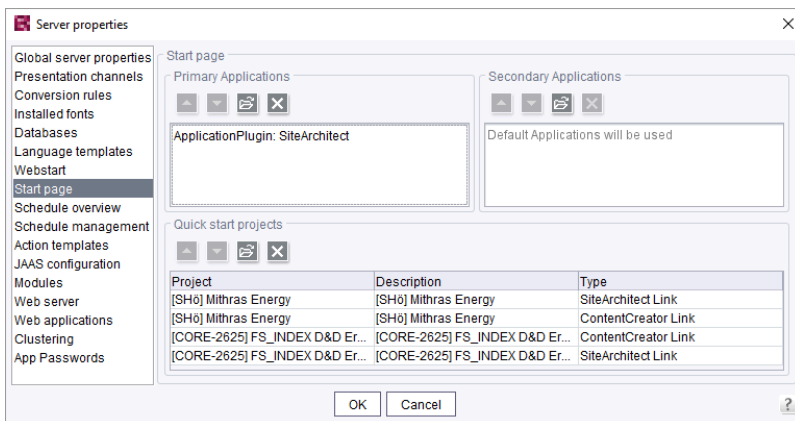 Server properties
Global server properties
Presentation channels
Conversion rules
Installed fonts
Databases
Language templates
Webstart
Start page
Schedule overview
Schedule management
Action templates
JAAS configuration
Modules
Web server
Web applications
Clustering
App Passwords
Start page
Primary Applications
ApplicationPlugin: SiteArchitect
Secondary Applications
Default Applications will be used
Quick start projects
Project Description Type
[SHö] Mithras Energy [SHö] Mithras Energy SiteArchitect Link
[SHö] Mithras Energy [SHö] Mithras Energy ContentCreator Link
[CORE-2625] FS_INDEX D&D Er... [CORE-2625] FS_INDEX D&D Er... ContentCreator Link
[CORE-2625] FS_INDEX D&D Er... [CORE-2625] FS_INDEX D&D Er... SiteArchitect Link
OK Cancel
?